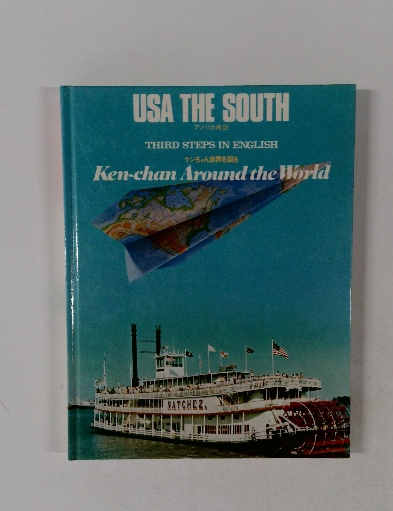 USA THE SOUTH
アメリカ南部
THIRD STEPS IN ENGLISH
ケンちゃん世界を回る
Ken-chan Around the World
NATCHEZ